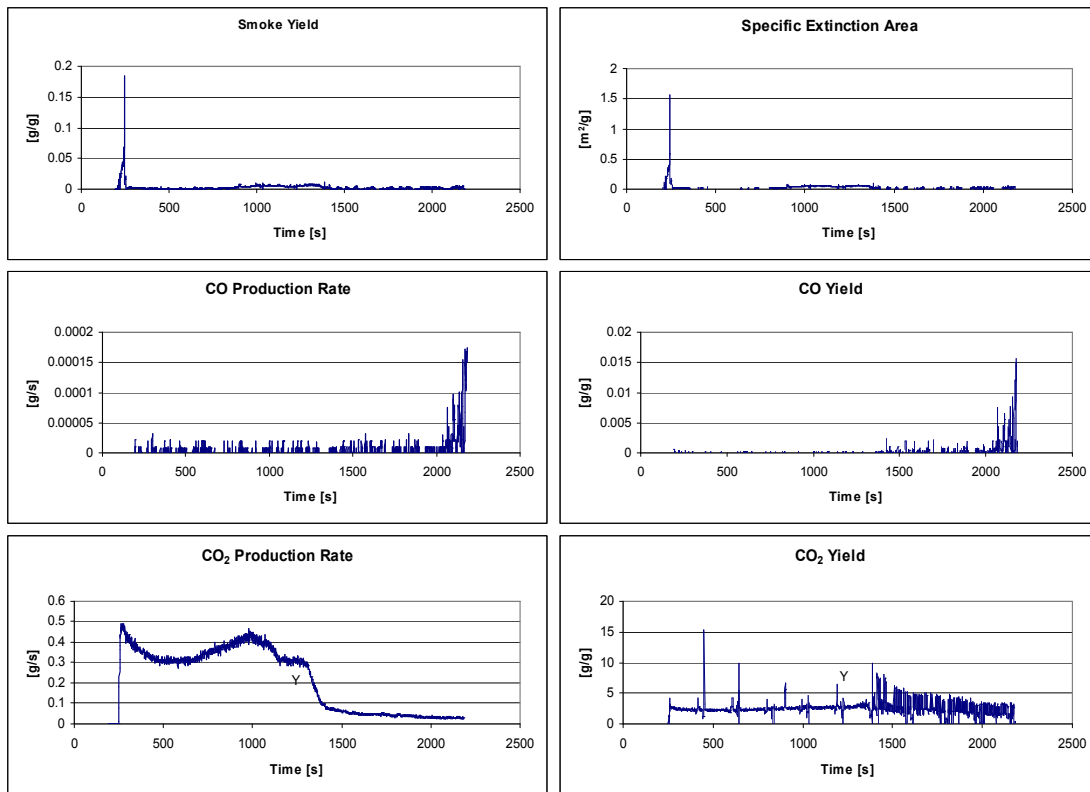 Smoke Yield
0.2
0.15
0.1
0.05
0
[g/g]
0 500 1000 1500 2000 2500
Time [s]
Specific Extinction Area
2
1.5
1
0.5
0
[m²/g]
0 500 1000 1500 2000 2500
Time [s]
CO Production Rate
0.0002
0.00015
0.0001
0.00005
0
[g/s]
0 500 1000 1500 2000 2500
Time [s]
CO Yield
0.02
0.015
0.01
0.005
0
[g/g]
0 500 1000 1500 2000 2500
Time [s]
CO₂ Production Rate
0.6
0.5
0.4
0.3
0.2
0.1
0
[g/s]
Y
0 500 1000 1500 2000 2500
Time [s]
CO₂ Yield
20
15
10
5
0
[g/g]
Y
0 500 1000 1500 2000 2500
Time [s]